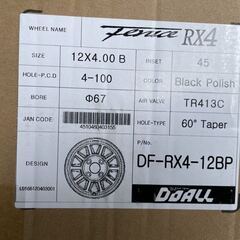 WHEEL NAME
Fenice RX4
SIZE 12X4.00 B INSET 45
HOLE-P.C.D 4-100 COLOR Black Polish
BORE Φ67 AIR VALVE TR413C
JAN CODE: 4510460403155 HOLE-TYPE 60° Taper
P/No. DF-RX4-12BP
DESIGN
DOALL